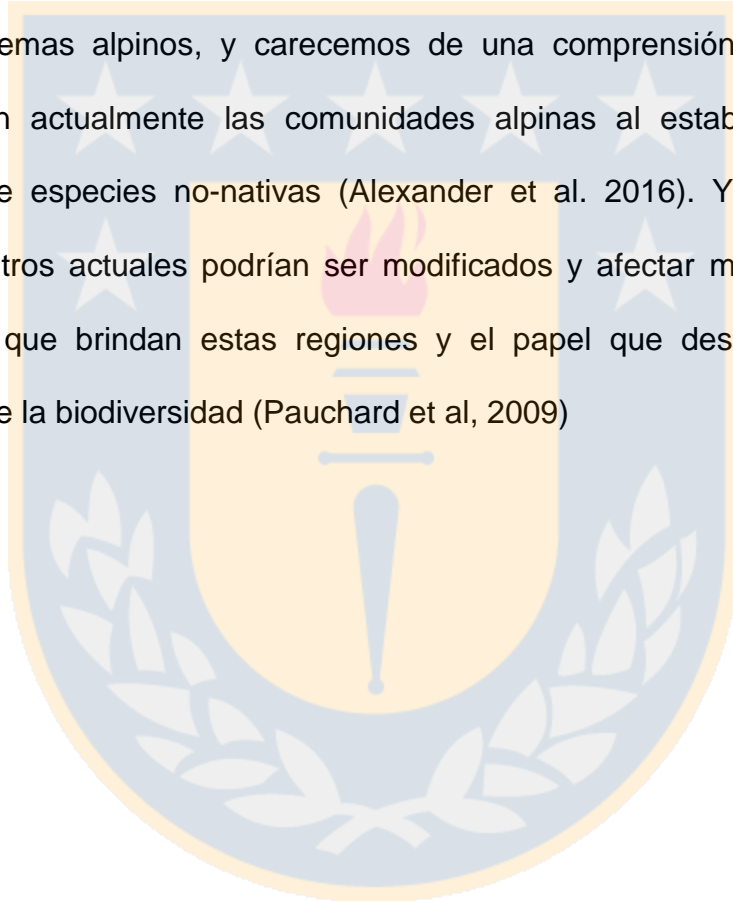 emas alpinos, y carecemos de una comprensión
n actualmente las comunidades alpinas al estab
e especies no-nativas (Alexander et al. 2016). Y
tros actuales podrían ser modificados y afectar m
que brindan estas regiones y el papel que des
e la biodiversidad (Pauchard et al, 2009)